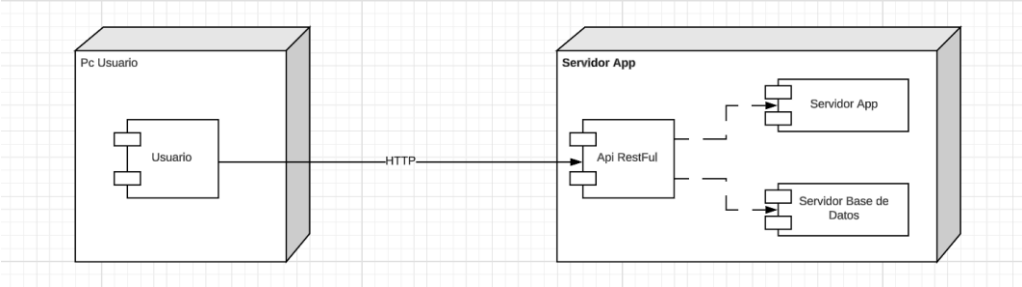 Pc Usuario
Usuario
HTTP
Servidor App
Api RestFul
Servidor App
Servidor Base de
Datos